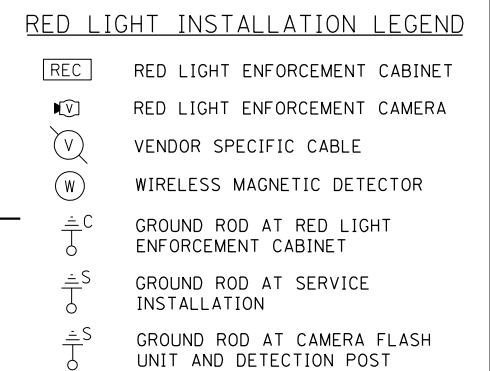 RED LIGHT INSTALLATION LEGEND
REC RED LIGHT ENFORCEMENT CABINET
V RED LIGHT ENFORCEMENT CAMERA
V VENDOR SPECIFIC CABLE
W WIRELESS MAGNETIC DETECTOR
C GROUND ROD AT RED LIGHT
ENFORCEMENT CABINET
S GROUND ROD AT SERVICE
INSTALLATION
S GROUND ROD AT CAMERA FLASH
UNIT AND DETECTION POST